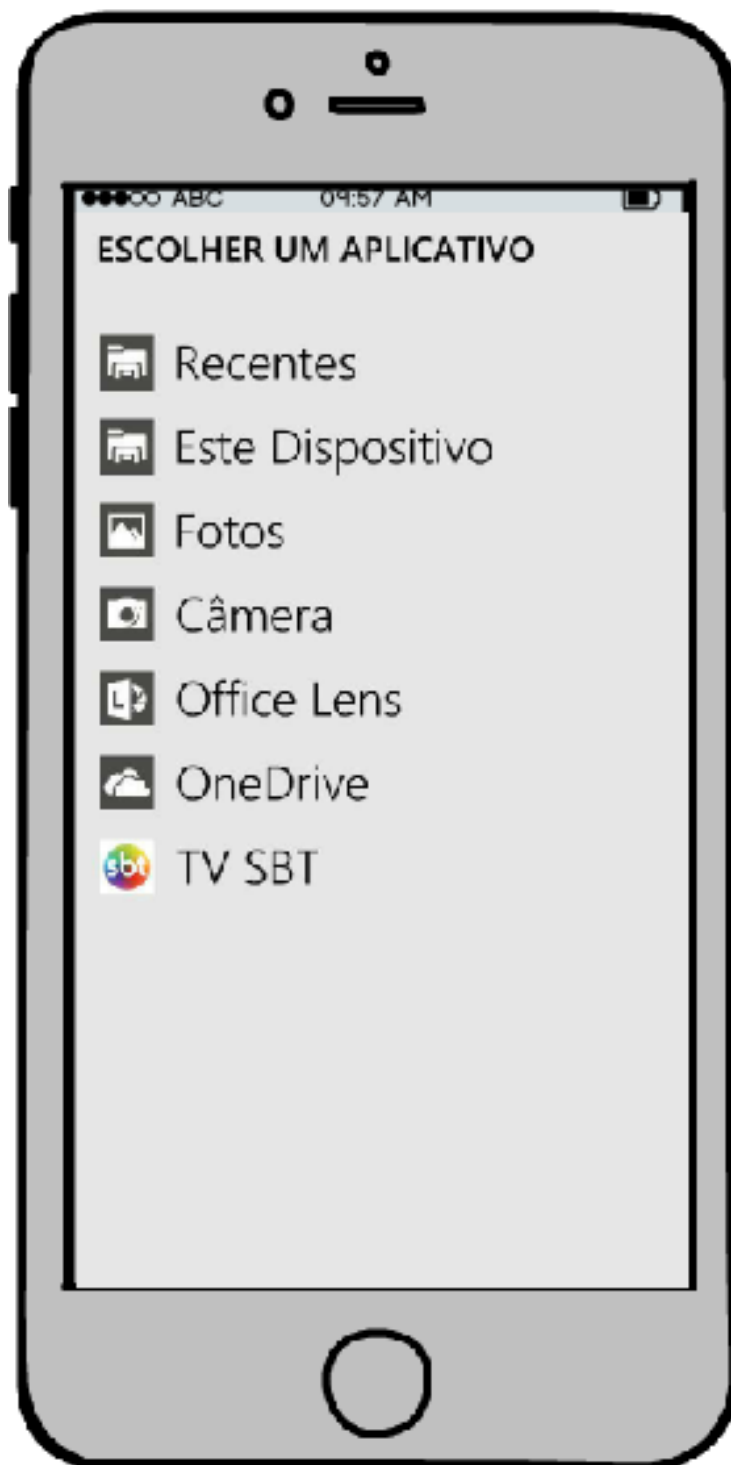 ABC 09:57 AM
ESCOLHER UM APLICATIVO
Recentes
Este Dispositivo
Fotos
Câmera
L Office Lens
OneDrive
sbt TV SBT